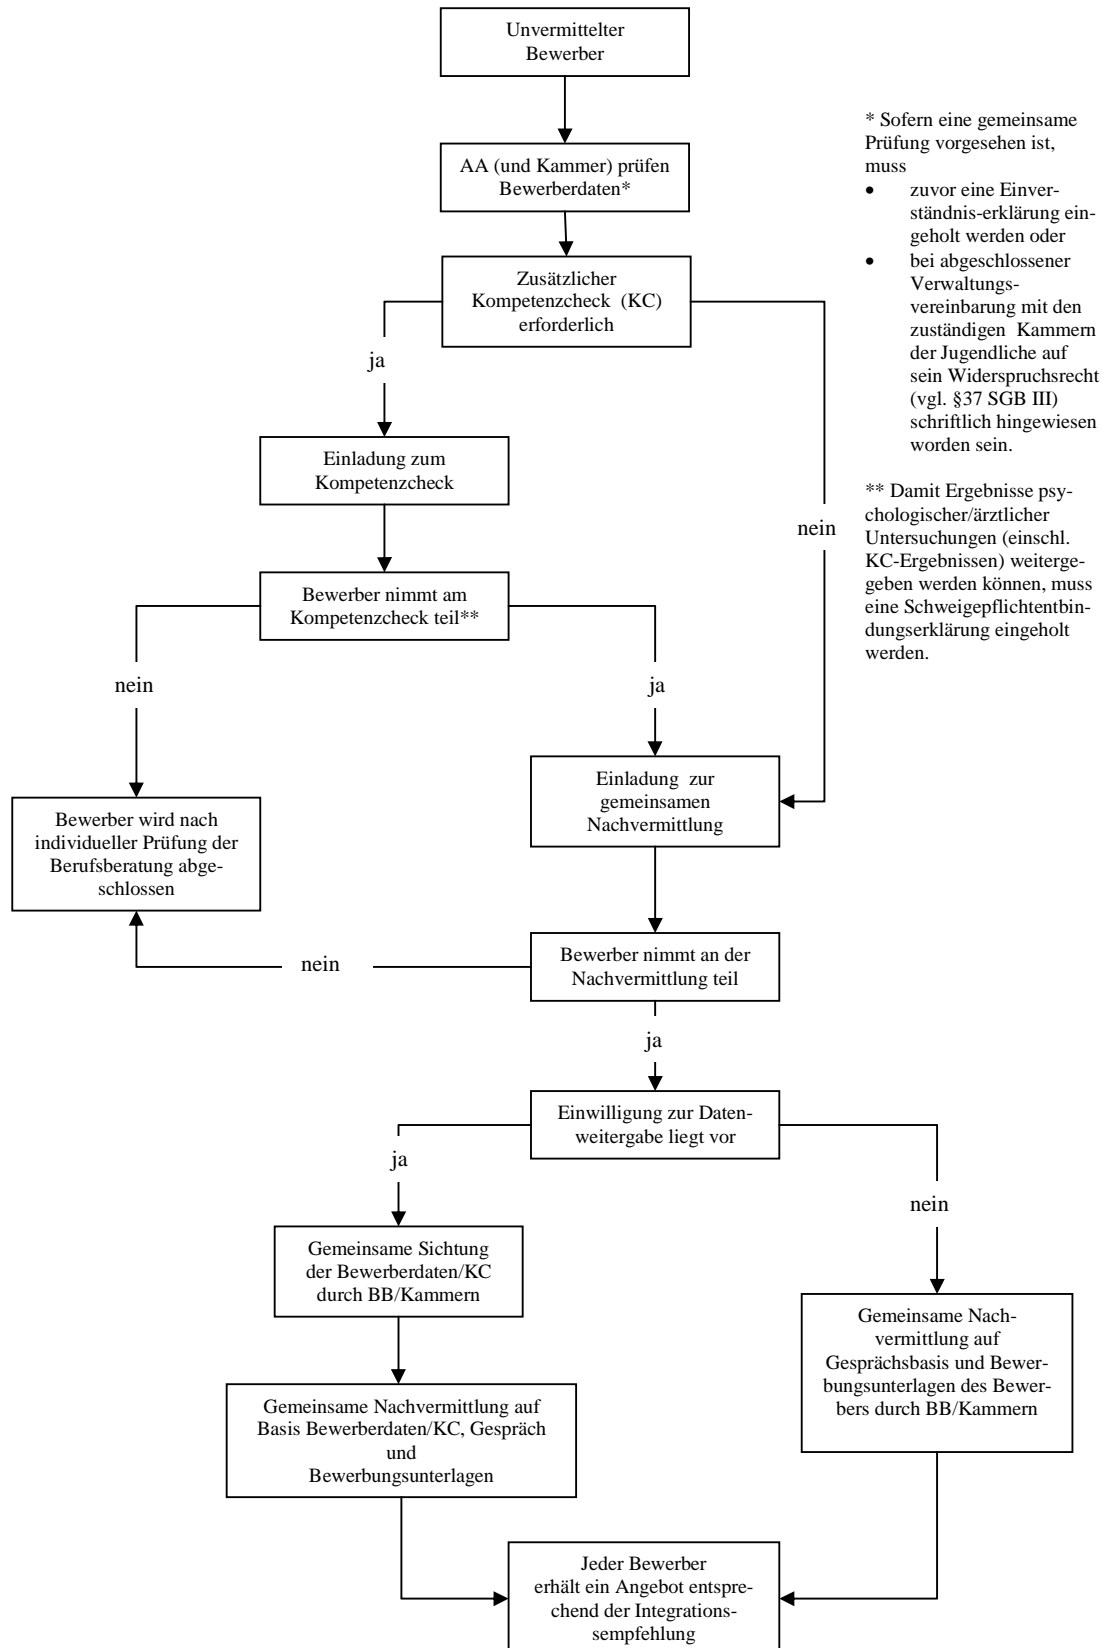 Unvermittelter
Bewerber
AA (und Kammer) prüfen
Bewerberdaten*
* Sofern eine gemeinsame
Prüfung vorgesehen ist,
muss
• zuvor eine Einver-
ständnis-erklärung ein-
geholt werden oder
• bei abgeschlossener
Verwaltungs-
vereinbarung mit den
zuständigen Kammern
der Jugendliche auf
sein Widerspruchsrecht
(vgl. §37 SGB III)
schriftlich hingewiesen
worden sein.
** Damit Ergebnisse psy-
chologischer/ärztlicher
Untersuchungen (einschl.
KC-Ergebnissen) weiterge-
geben werden können, muss
eine Schweigepflichtentbin-
dungserklärung eingeholt
werden.
Zusätzlicher
Kompetenzcheck (KC)
erforderlich
ja
nein
Einladung zum
Kompetenzcheck
Bewerber nimmt am
Kompetenzcheck teil**
nein
ja
Einladung zur
gemeinsamen
Nachvermittlung
Bewerber wird nach
individueller Prüfung der
Berufsberatung abge-
schlossen
Bewerber nimmt an der
Nachvermittlung teil
nein
ja
Einwilligung zur Daten-
weitergabe liegt vor
ja
nein
Gemeinsame Sichtung
der Bewerberdaten/KC
durch BB/Kammern
Gemeinsame Nach-
vermittlung auf
Gesprächsbasis und Bewer-
bungsunterlagen des Bewer-
bers durch BB/Kammern
Gemeinsame Nachvermittlung auf
Basis Bewerberdaten/KC, Gespräch
und
Bewerbungsunterlagen
Jeder Bewerber
erhält ein Angebot entspre-
chend der Integrations-
sempfehlung